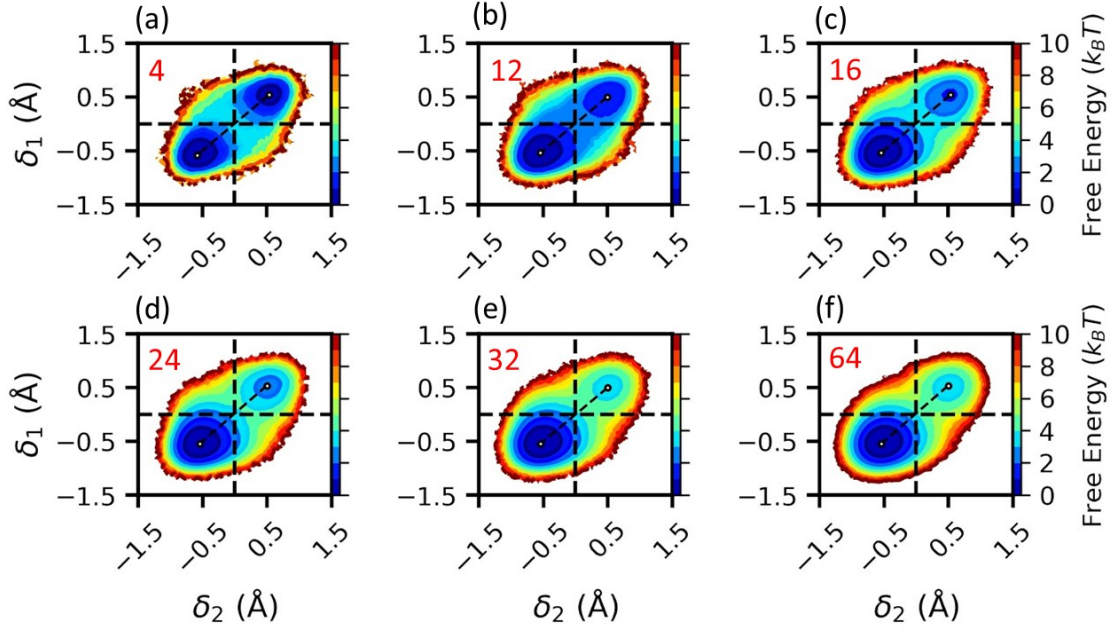 (a) (b) (c)
1.5 1.5 1.5 10
4 12 16 8
0.5 0.5 0.5 6
δ1 (Å) Free Energy (kBT)
−0.5 −0.5 −0.5 4
2
−1.5 −1.5 −1.5 0
−1.5 −0.5 0.5 1.5 −1.5 −0.5 0.5 1.5 −1.5 −0.5 0.5 1.5
(d) (e) (f)
1.5 1.5 1.5 10
24 32 64 8
0.5 0.5 0.5 6
δ1 (Å) Free Energy (kBT)
−0.5 −0.5 −0.5 4
2
−1.5 −1.5 −1.5 0
−1.5 −0.5 0.5 1.5 −1.5 −0.5 0.5 1.5 −1.5 −0.5 0.5 1.5
δ2 (Å) δ2 (Å) δ2 (Å)